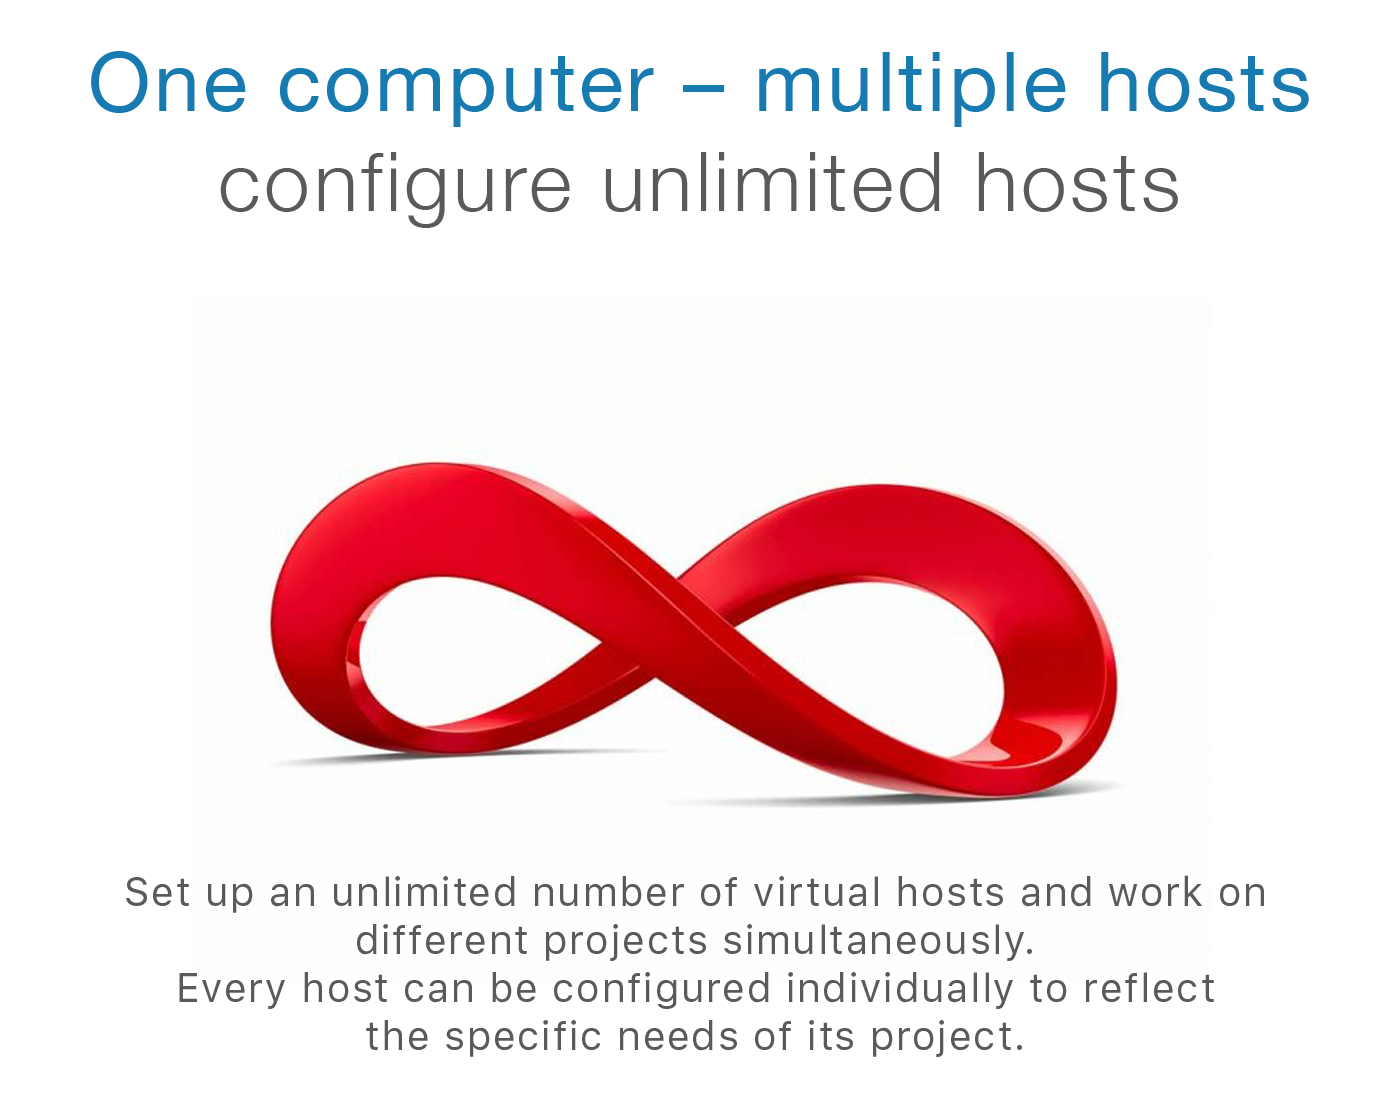 One computer – multiple hosts
configure unlimited hosts
Set up an unlimited number of virtual hosts and work on
different projects simultaneously.
Every host can be configured individually to reflect
the specific needs of its project.